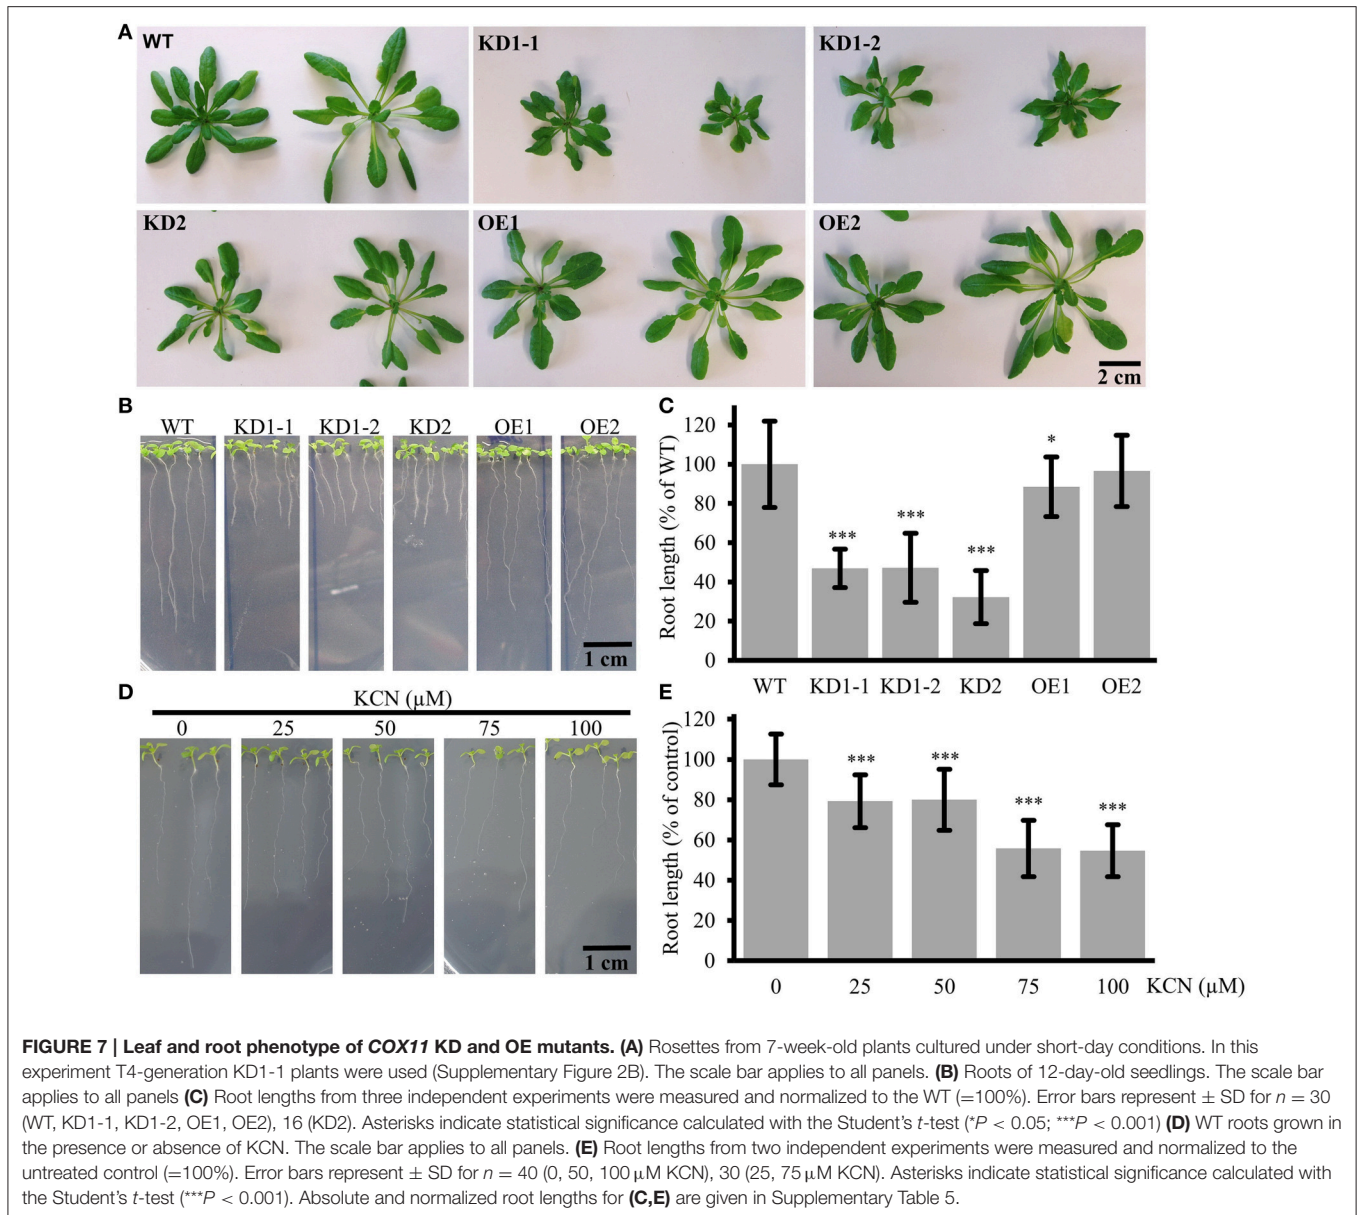 A
WT
KD1-1
KD1-2
KD2
OE1
OE2
2 cm
B
WT KD1-1 KD1-2 KD2 OE1 OE2
1 cm
C
Root length (% of WT)
120
100
80
60
40
20
0
*** *** *** *
WT KD1-1 KD1-2 KD2 OE1 OE2
D
KCN (µM)
0 25 50 75 100
1 cm
E
Root length (% of control)
120
100
80
60
40
20
0
*** *** *** ***
0 25 50 75 100 KCN (µM)
FIGURE 7 | Leaf and root phenotype of COX11 KD and OE mutants. (A) Rosettes from 7-week-old plants cultured under short-day conditions. In this
experiment T4-generation KD1-1 plants were used (Supplementary Figure 2B). The scale bar applies to all panels. (B) Roots of 12-day-old seedlings. The scale bar
applies to all panels (C) Root lengths from three independent experiments were measured and normalized to the WT (=100%). Error bars represent ± SD for n = 30
(WT, KD1-1, KD1-2, OE1, OE2), 16 (KD2). Asterisks indicate statistical significance calculated with the Student's t-test (*P < 0.05; ***P < 0.001) (D) WT roots grown in
the presence or absence of KCN. The scale bar applies to all panels. (E) Root lengths from two independent experiments were measured and normalized to the
untreated control (=100%). Error bars represent ± SD for n = 40 (0, 50, 100 µM KCN), 30 (25, 75 µM KCN). Asterisks indicate statistical significance calculated with
the Student's t-test (***P < 0.001). Absolute and normalized root lengths for (C,E) are given in Supplementary Table 5.